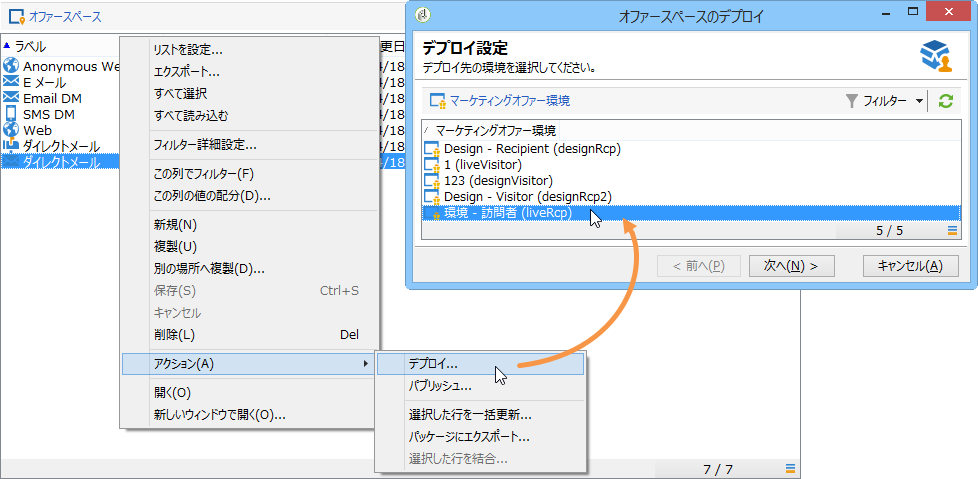 オファースペース
ラベル
更日
Anonymous We
4/18
E メール
4/18
Email DM
4/18
SMS DM
4/18
Web
4/18
ダイレクトメール
4/18
ダイレクトメール
4/18
7 / 7
リストを設定...
エクスポート...
すべて選択
すべて読み込む
フィルター詳細設定...
この列でフィルター(F)
この列の値の配分(D)...
新規(N)
複製(U)
別の場所へ複製(D)...
保存(S) Ctrl+S
キャンセル
削除(L) Del
アクション(A)
開く(O)
新しいウィンドウで開く(O)...
デプロイ...
パブリッシュ...
選択した行を一括更新...
パッケージにエクスポート...
選択した行を結合...
オファースペースのデプロイ
デプロイ設定
デプロイ先の環境を選択してください。
マーケティングオファー環境 フィルター
マーケティングオファー環境
Design - Recipient (designRcp)
1 (liveVisitor)
123 (designVisitor)
Design - Visitor (designRcp2)
環境 - 訪問者 (liveRcp)
5 / 5
< 前へ(P) 次へ(N) > キャンセル(A)